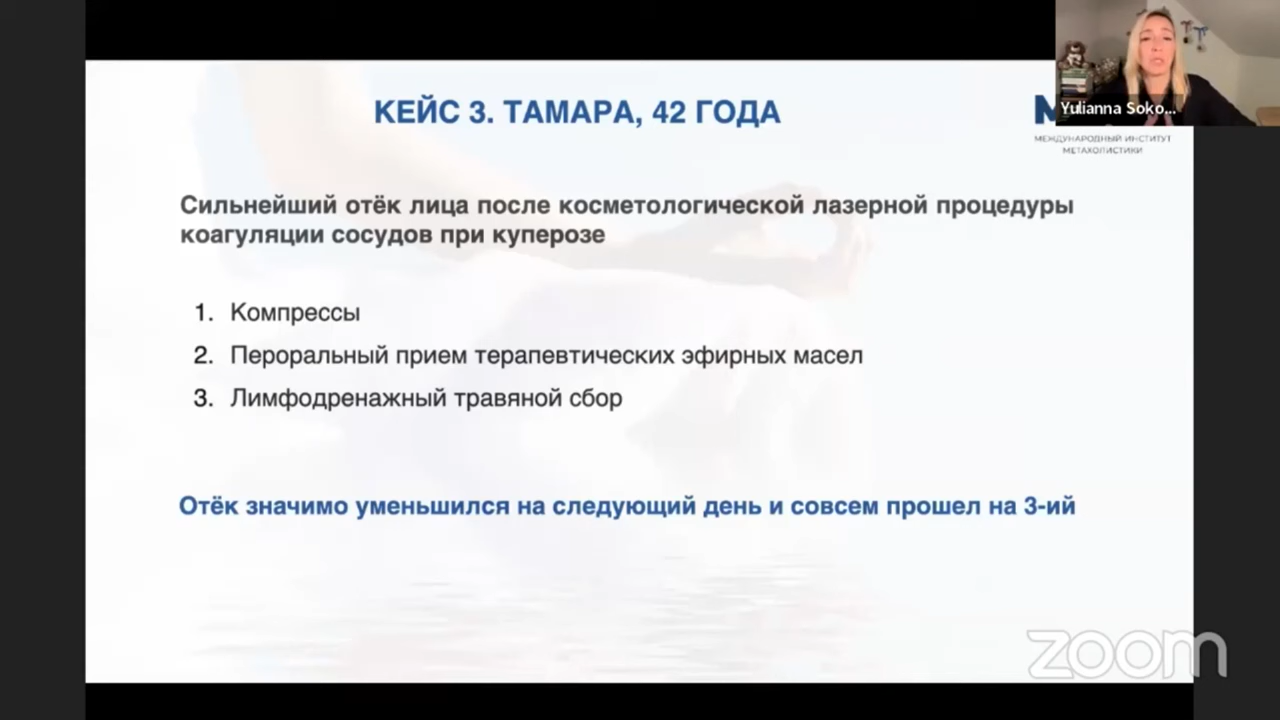 КЕЙС 3. ТАМАРА, 42 ГОДА
Yulianna Soko...
МЕЖДУНАРОДНЫЙ ИНСТИТУТ
МЕТАХОЛИСТИКИ
Сильнейший отёк лица после косметологической лазерной процедуры
коагуляции сосудов при куперозе
1. Компрессы
2. Пероральный прием терапевтических эфирных масел
3. Лимфодренажный травяной сбор
Отёк значимо уменьшился на следующий день и совсем прошел на 3-ий
zoom